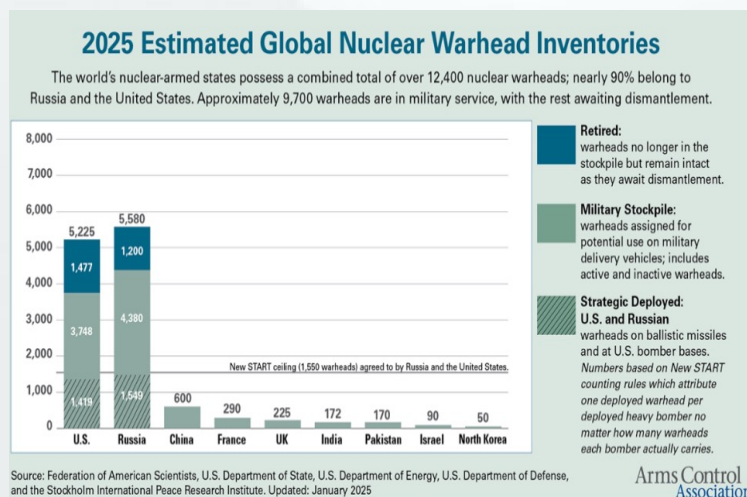 2025 Estimated Global Nuclear Warhead Inventories
The world's nuclear-armed states possess a combined total of over 12,400 nuclear warheads; nearly 90% belong to
Russia and the United States. Approximately 9,700 warheads are in military service, with the rest awaiting dismantlement.
8,000
7,000
6,000
5,000
4,000
3,000
2,000
1,000
0
5,225
1,477
3,748
1,419
5,580
1,200
4,380
1,549
New START ceiling (1,550 warheads) agreed to by Russia and the United States.
600
290
225
172
170
90
50
U.S.
Russia
China
France
UK
India
Pakistan
Israel
North Korea
Retired:
warheads no longer in the
stockpile but remain intact
as they await dismantlement.
Military Stockpile:
warheads assigned for
potential use on military
delivery vehicles; includes
active and inactive warheads.
Strategic Deployed:
U.S. and Russian
warheads on ballistic missiles
and at U.S. bomber bases.
Numbers based on New START
counting rules which attribute
one deployed warhead per
deployed heavy bomber no
matter how many warheads
each bomber actually carries.
Source: Federation of American Scientists, U.S. Department of State, U.S. Department of Energy, U.S. Department of Defense,
and the Stockholm International Peace Research Institute. Updated: January 2025
Arms Control
Association